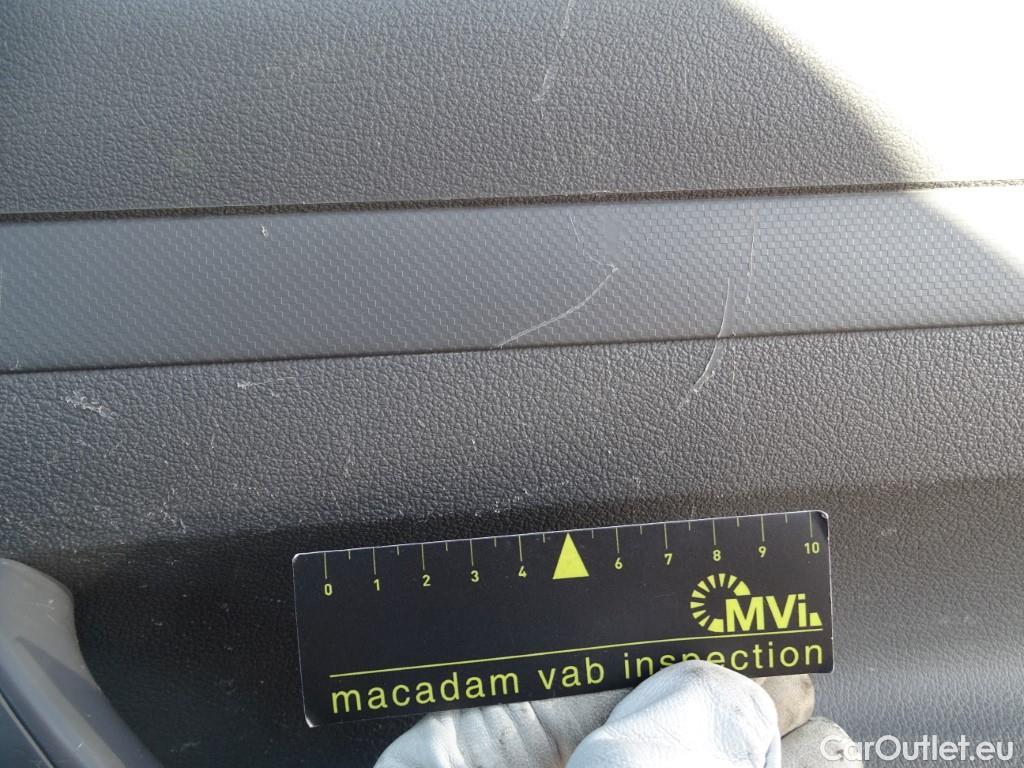 0 1 2 3 4 6 7 8 9 10
MVi.
macadam vab inspection
CarOutlet.eu